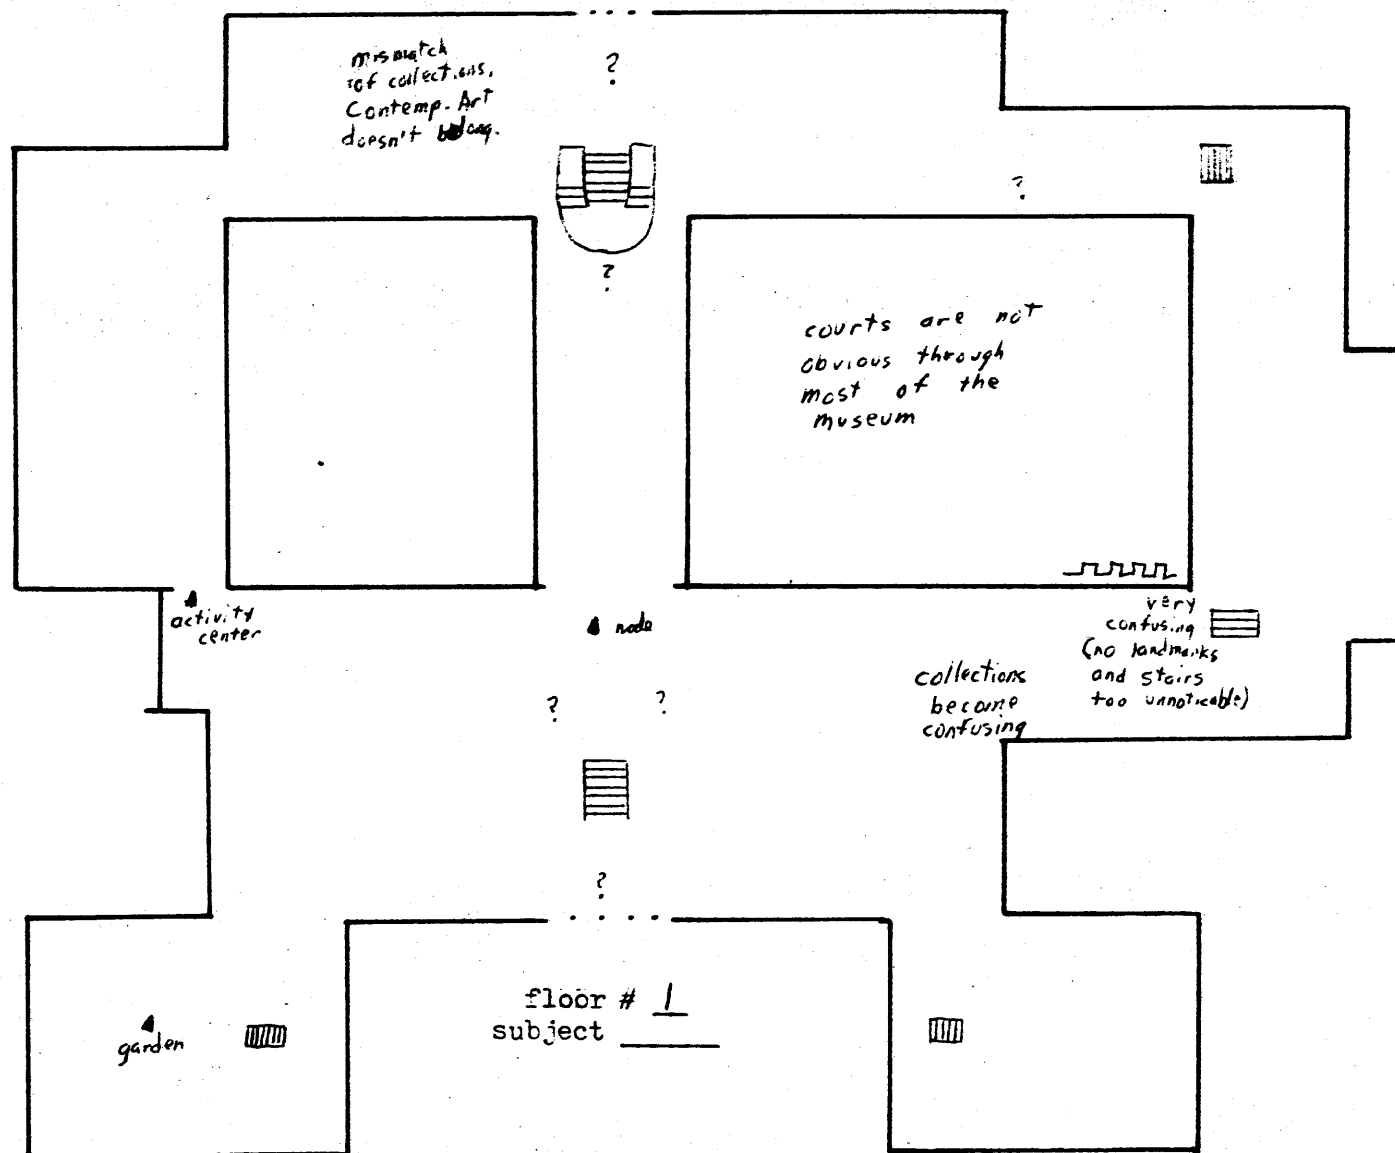 mismatch
of collections.
Contemp. Art
doesn't belong.
?
?
?
courts are not
obvious through
most of the
museum
activity
center
node
very
confusing
(no landmarks
and stairs
too unnoticable)
collections
become
confusing
? ?
?
floor # 1
subject
garden